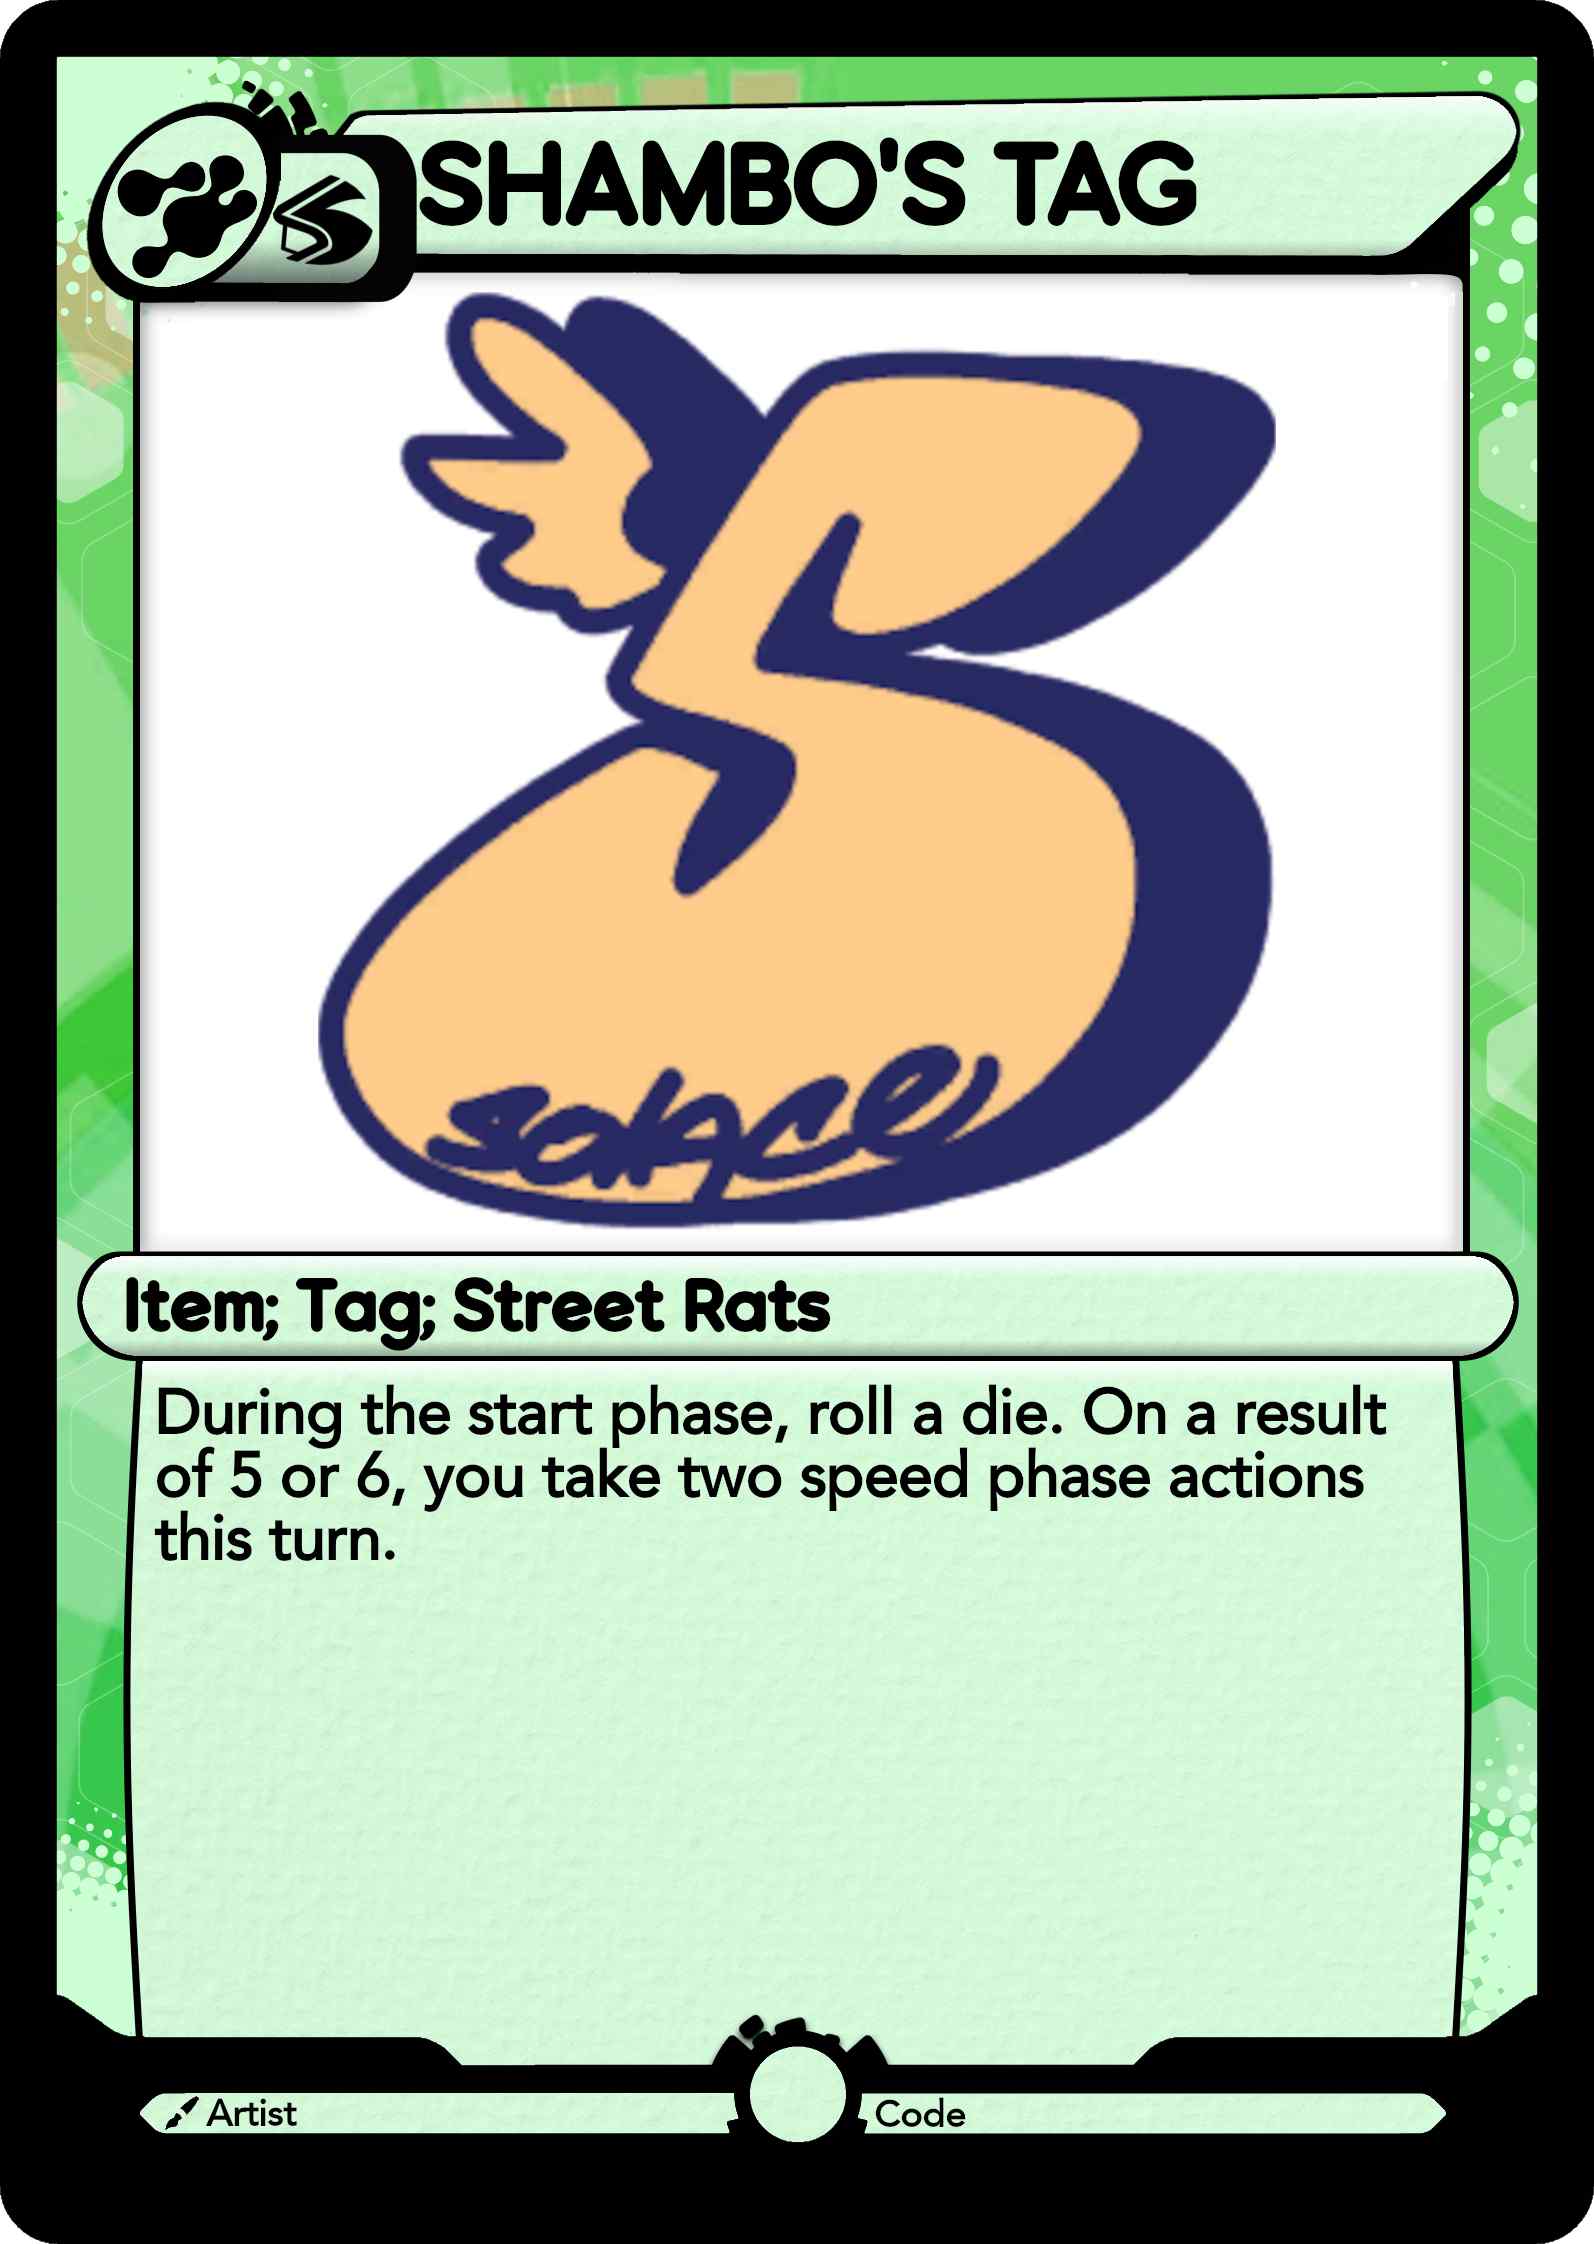 SHAMBO'S TAG
Item; Tag; Street Rats
During the start phase, roll a die. On a result
of 5 or 6, you take two speed phase actions
this turn.
Artist
Code